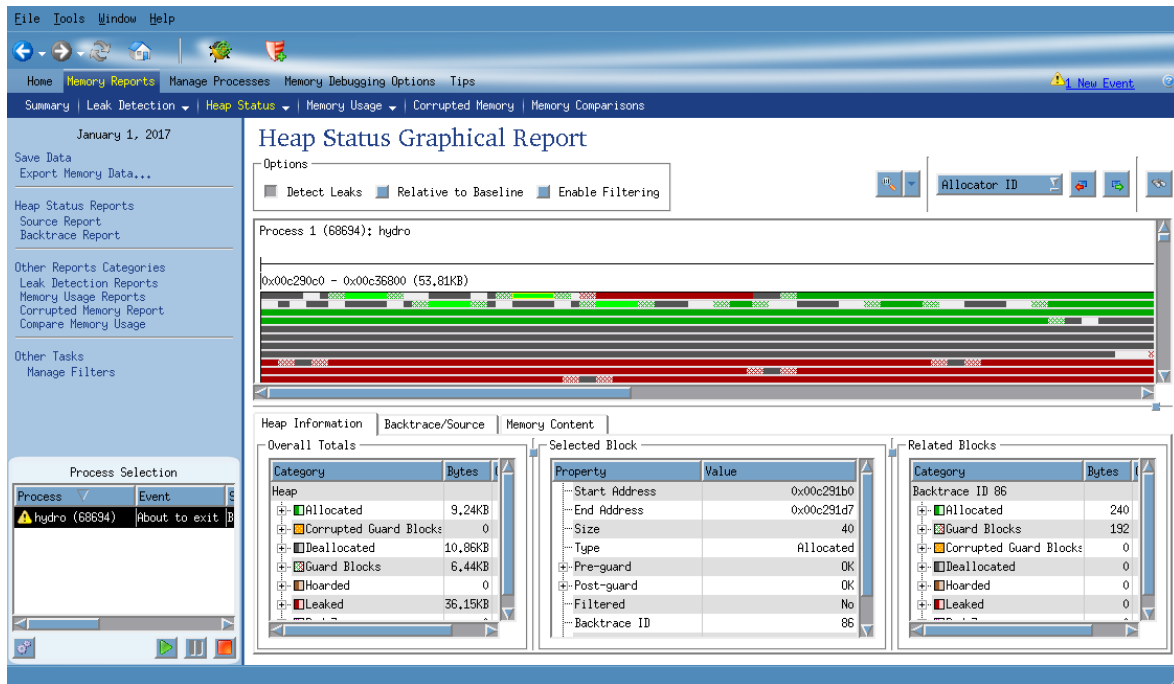 File Tools Window Help
Home Memory Reports Manage Processes Memory Debugging Options Tips
1 New Event
Summary | Leak Detection | Heap Status | Memory Usage | Corrupted Memory | Memory Comparisons
January 1, 2017
Save Data
Export Memory Data...
Heap Status Reports
Source Report
Backtrace Report
Other Reports Categories
Leak Detection Reports
Memory Usage Reports
Corrupted Memory Report
Compare Memory Usage
Other Tasks
Manage Filters
Process Selection
Process Event
hydro (68694) About to exit B
Heap Status Graphical Report
Options
Detect Leaks Relative to Baseline Enable Filtering
Allocator ID
Process 1 (68694): hydro
0x00c290c0 - 0x00c36800 (53.81KB)
Heap Information Backtrace/Source Memory Content
Overall Totals
Category Bytes
Heap
Allocated 9.24KB
Corrupted Guard Blocks 0
Deallocated 10.86KB
Guard Blocks 6.44KB
Hoarded 0
Leaked 36.15KB
Selected Block
Property Value
Start Address 0x00c291b0
End Address 0x00c291d7
Size 40
Type Allocated
Pre-guard OK
Post-guard OK
Filtered No
Backtrace ID 86
Related Blocks
Category Bytes
Backtrace ID 86
Allocated 240
Guard Blocks 192
Corrupted Guard Blocks 0
Deallocated 0
Hoarded 0
Leaked 0